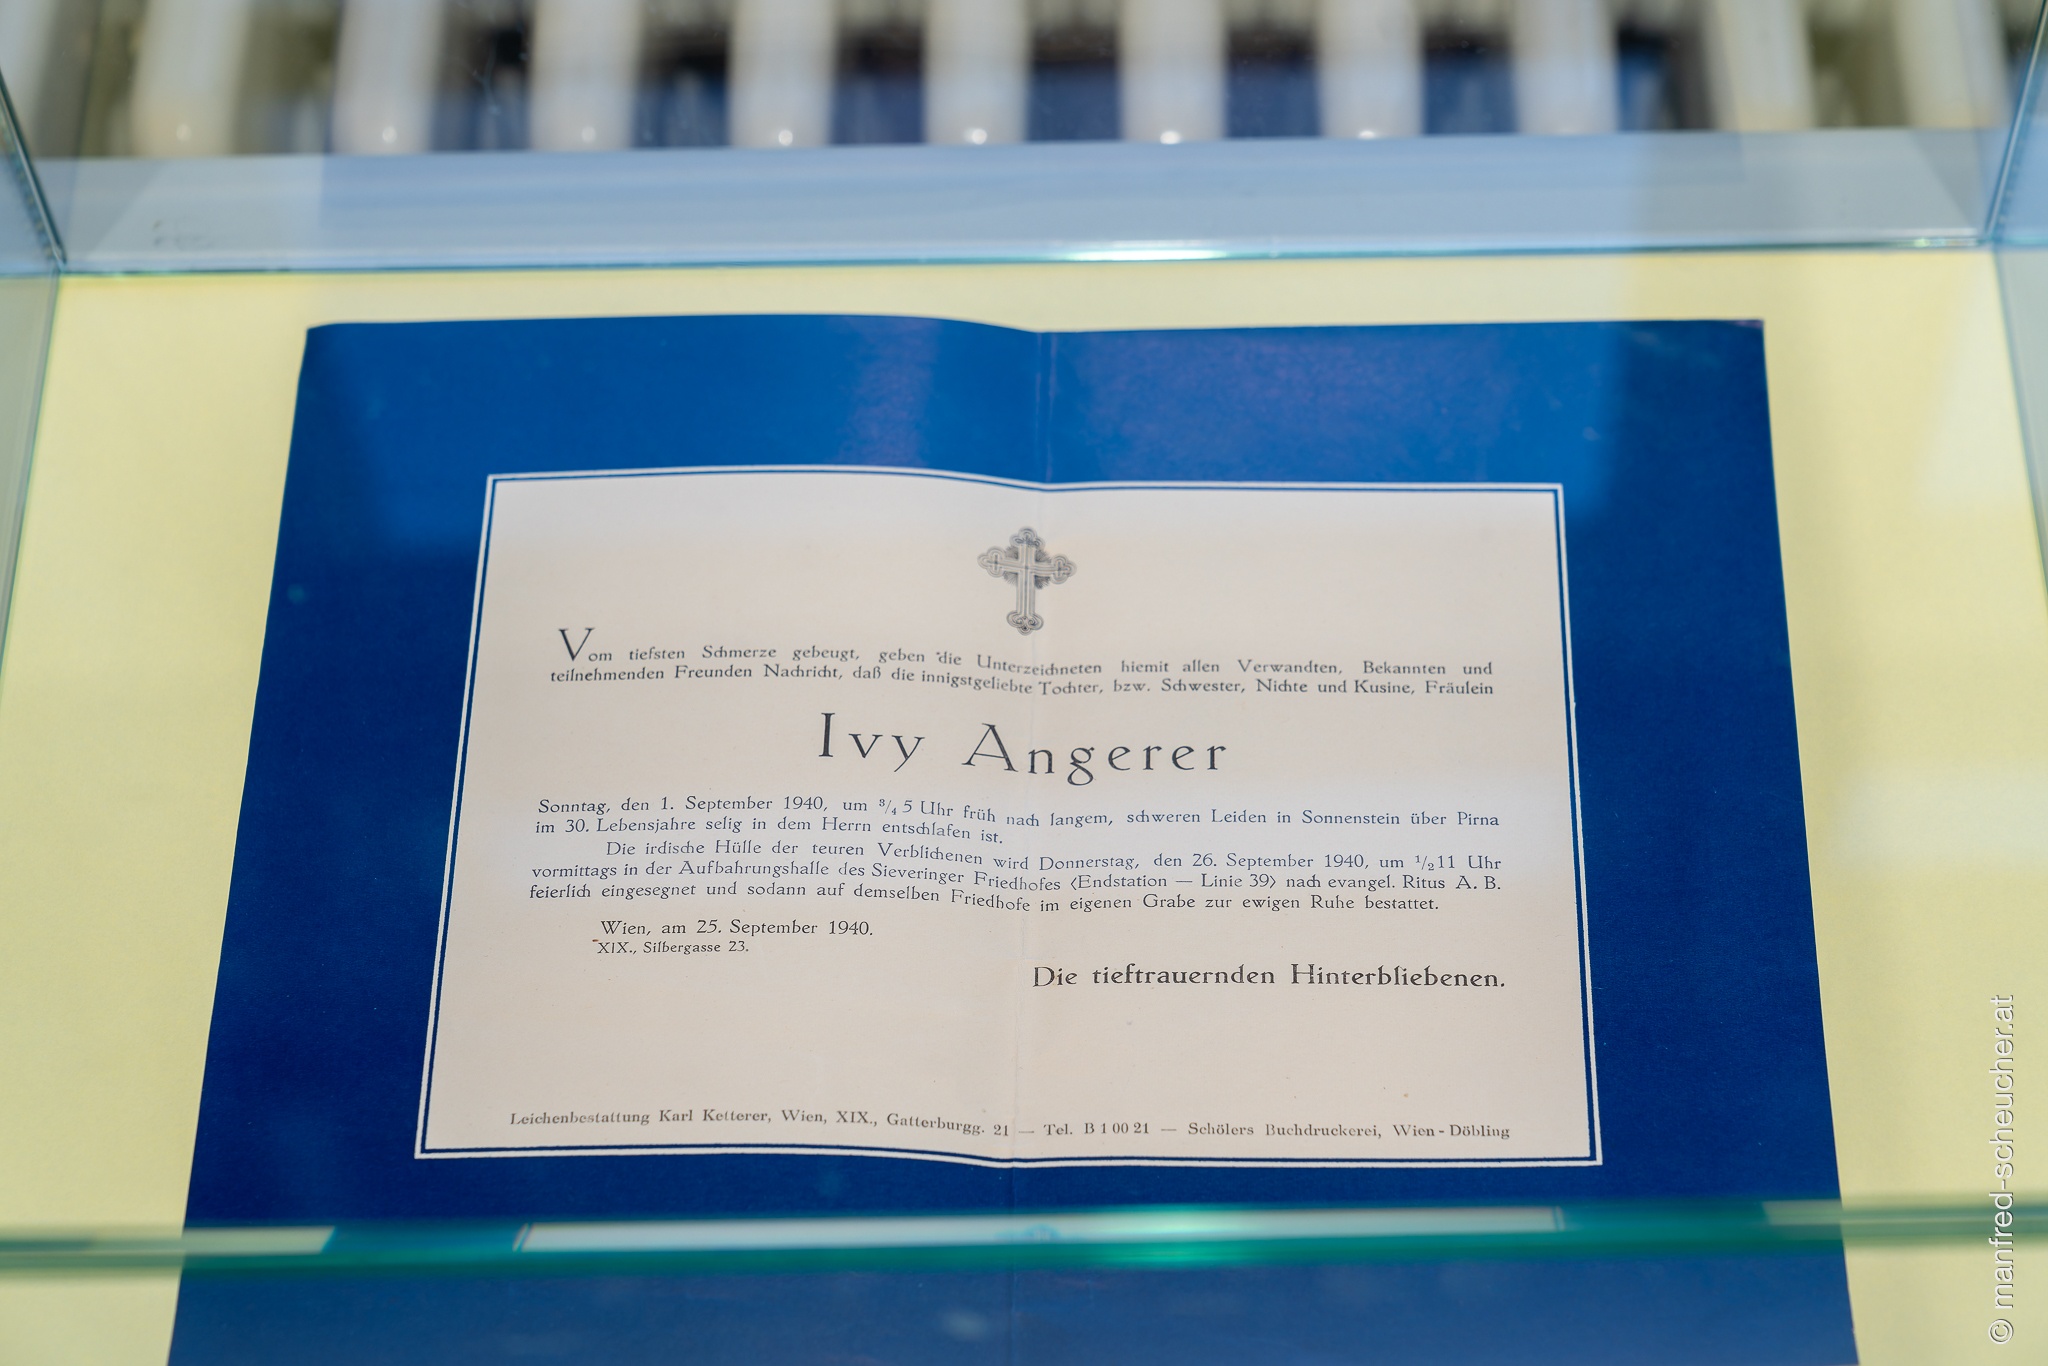 Vom tiefsten Schmerze gebeugt, geben die Unterzeichneten hiemit allen Verwandten, Bekannten und
teilnehmenden Freunden Nachricht, daß die innigstgeliebte Tochter, bzw. Schwester, Nichte und Kusine, Fräulein
Ivy Angerer
Sonntag, den 1. September 1940, um ¾ 5 Uhr früh nach langem, schweren Leiden in Sonnenstein über Pirna
im 30. Lebensjahre selig in dem Herrn entschlafen ist.
Die irdische Hülle der teuren Verblichenen wird Donnerstag, den 26. September 1940, um ½11 Uhr
vormittags in der Aufbahrungshalle des Sieveringer Friedhofes (Endstation — Linie 39) nach evangel. Ritus A. B.
feierlich eingesegnet und sodann auf demselben Friedhofe im eigenen Grabe zur ewigen Ruhe bestattet.
Wien, am 25. September 1940.
XIX., Silbergasse 23.
Die tieftrauernden Hinterbliebenen.
Leichenbestattung Karl Ketterer, Wien, XIX., Gatterburgg. 21 — Tel. B 1 00 21 — Schölers Buchdruckerei, Wien-Döbling
© manfred-scheucher.at